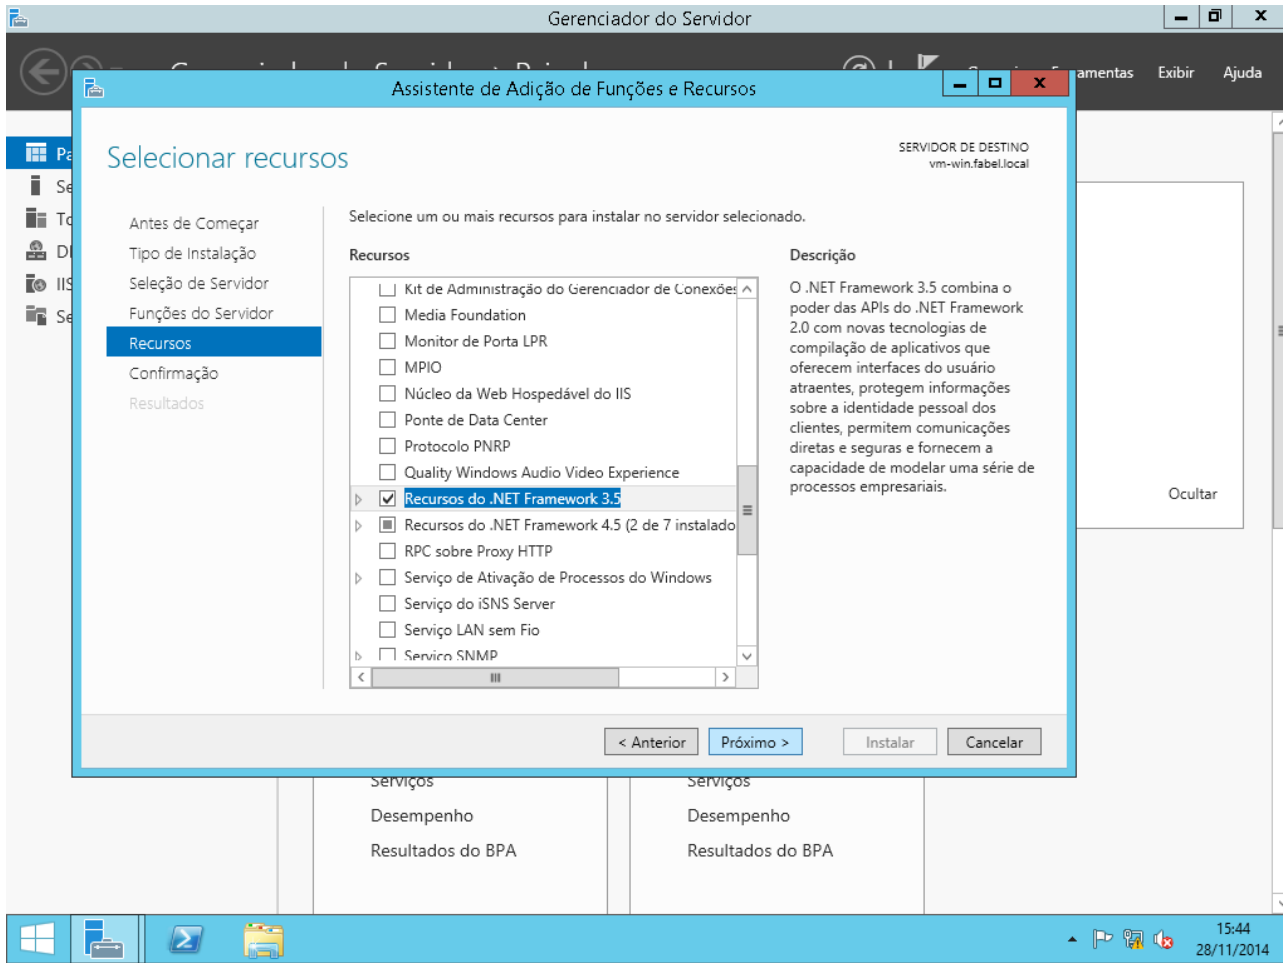 Gerenciador do Servidor
Ferramentas Exibir Ajuda
Assistente de Adição de Funções e Recursos
Selecionar recursos
SERVIDOR DE DESTINO
vm-win.fabel.local
Antes de Começar
Tipo de Instalação
Seleção de Servidor
Funções do Servidor
Recursos
Confirmação
Resultados
Selecione um ou mais recursos para instalar no servidor selecionado.
Recursos
Kit de Administração do Gerenciador de Conexões
Media Foundation
Monitor de Porta LPR
MPIO
Núcleo da Web Hospedável do IIS
Ponte de Data Center
Protocolo PNRP
Quality Windows Audio Video Experience
Recursos do .NET Framework 3.5
Recursos do .NET Framework 4.5 (2 de 7 instalado
RPC sobre Proxy HTTP
Serviço de Ativação de Processos do Windows
Serviço do iSNS Server
Serviço LAN sem Fio
Serviço SNMP
Descrição
O .NET Framework 3.5 combina o
poder das APIs do .NET Framework
2.0 com novas tecnologias de
compilação de aplicativos que
oferecem interfaces do usuário
atraentes, protegem informações
sobre a identidade pessoal dos
clientes, permitem comunicações
diretas e seguras e fornecem a
capacidade de modelar uma série de
processos empresariais.
Ocultar
< Anterior
Próximo >
Instalar
Cancelar
IIS
Serviços
Desempenho
Resultados do BPA
Serviços
Desempenho
Resultados do BPA
15:44
28/11/2014